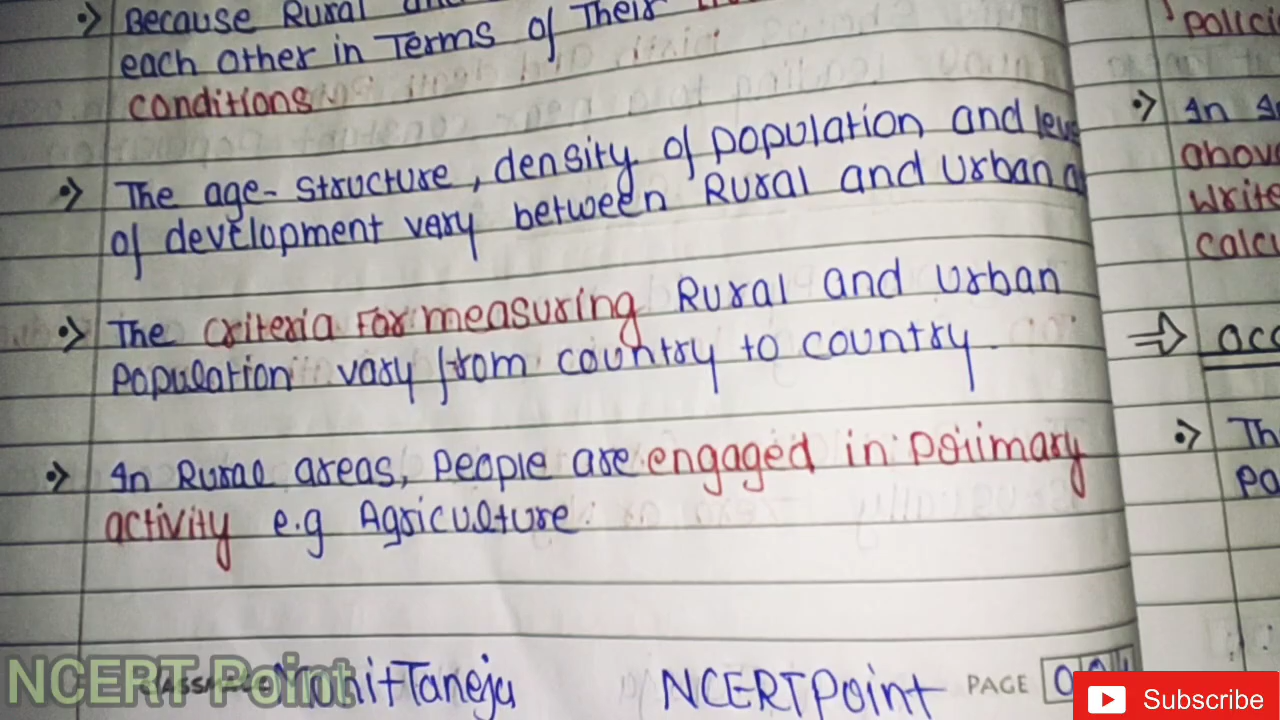 Because Rural
each other in Terms of Their
conditions
The age-structure, density of population and
of development vary between Rural and Urban
The criteria For measuring Rural and Urban
Population vary from country to country.
In Rural areas, People are engaged in primary
activity e.g Agriculture.
MohitTaneja NCERTPoint PAGE
NCERT Point
In
Write
Th
Subscribe